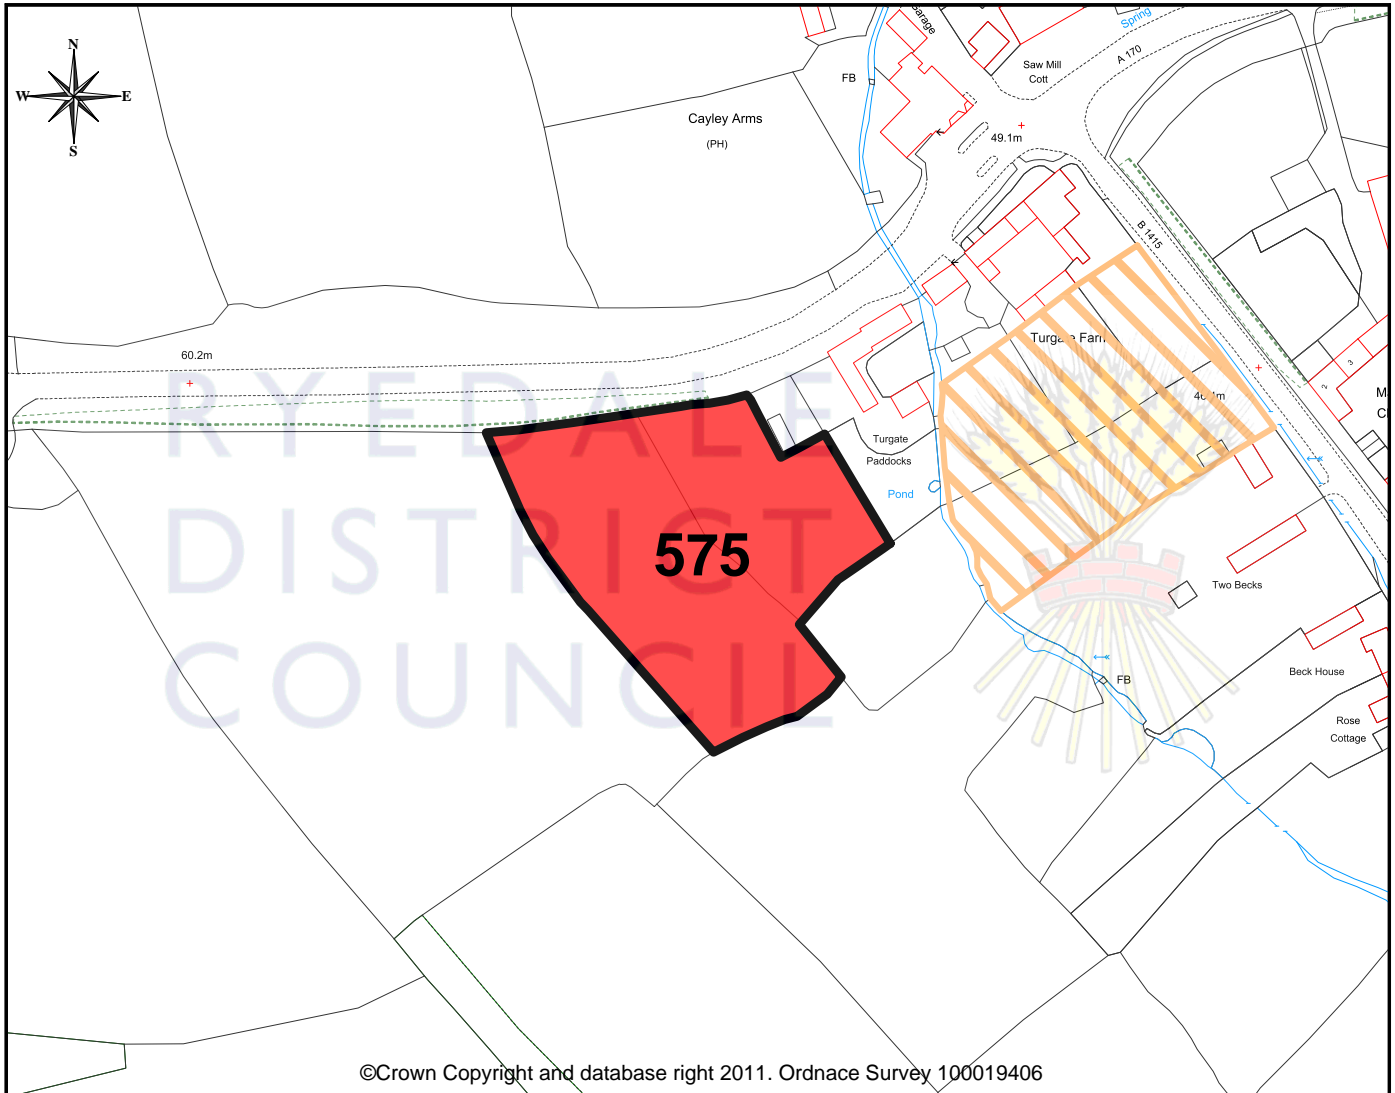 N
W E
S
Garage
Spring
A 170
FB
Saw Mill
Cott
Cayley Arms
(PH)
49.1m
B 1415
60.2m
Turgate Farm
3
2
Turgate
Paddocks
Pond
575
RYEDALE
DISTRICT
COUNCIL
Two Becks
FB
Beck House
Rose
Cottage
©Crown Copyright and database right 2011. Ordnace Survey 100019406